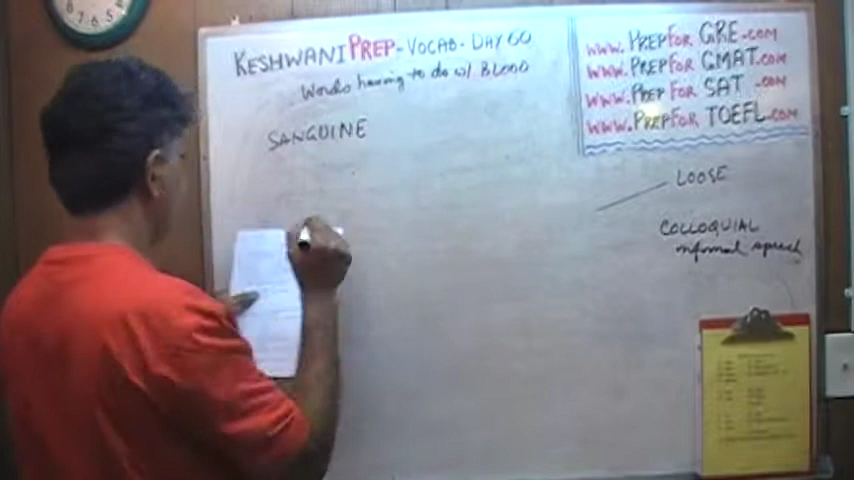 KESHWANI PREP - VOCAB - DAY 60
Words having to do w/ BLOOD
SANGUINE
www.PREPFOR GRE.com
www.PREPFOR GMAT.com
www.PREPFOR SAT.com
www.PREPFOR TOEFL.com
LOOSE
COLLOQUIAL
informal speech